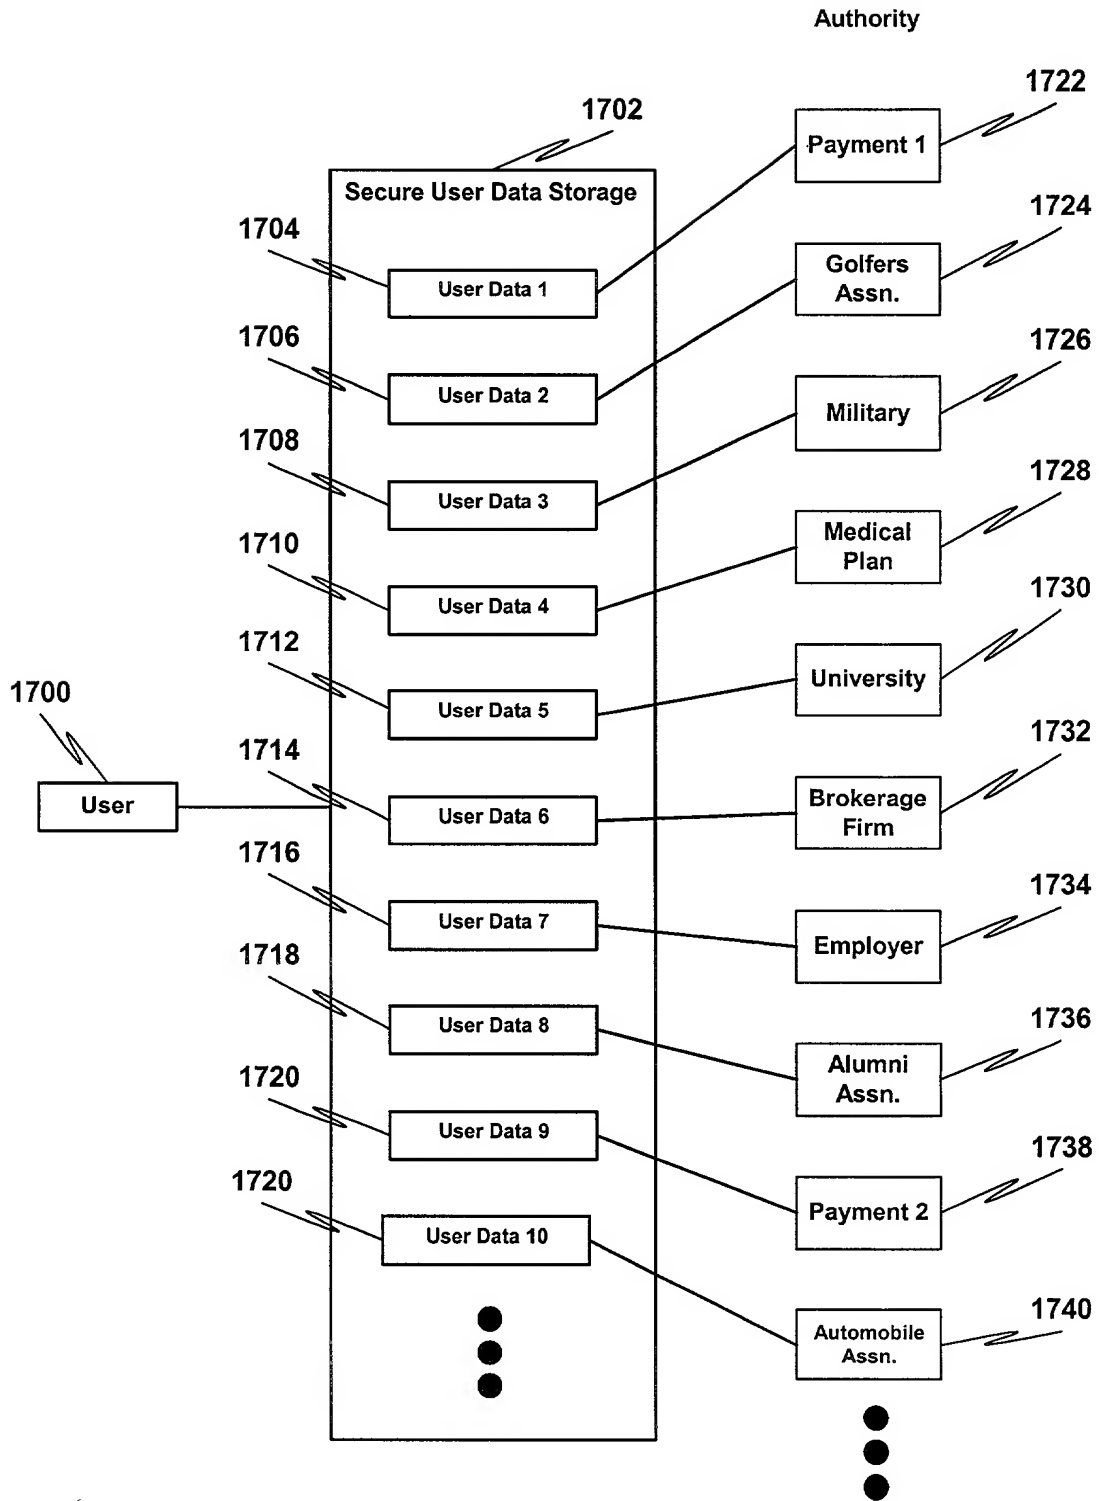 Authority
1722
Payment 1
1702
Secure User Data Storage
1704
User Data 1
1724
Golfers
Assn.
1706
User Data 2
1726
Military
1708
User Data 3
1728
Medical
Plan
1710
User Data 4
1730
University
1712
User Data 5
1700
User
1714
User Data 6
1732
Brokerage
Firm
1716
User Data 7
1734
Employer
1718
User Data 8
1736
Alumni
Assn.
1720
User Data 9
1738
Payment 2
1720
User Data 10
1740
Automobile
Assn.